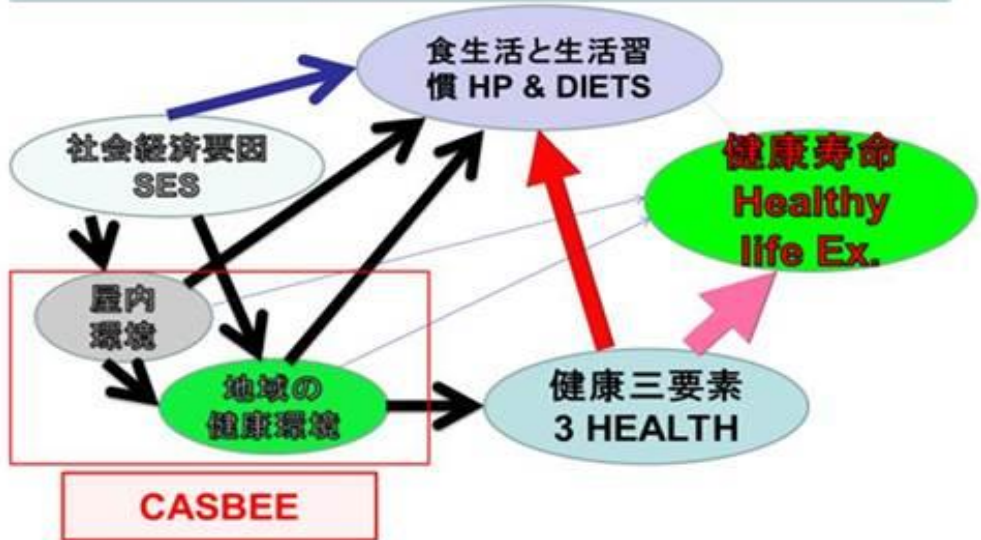 食生活と生活習
慣 HP & DIETS
社会経済要因
SES
健康寿命
Healthy
life Ex.
屋内
環境
地域の
健康環境
健康三要素
3 HEALTH
CASBEE